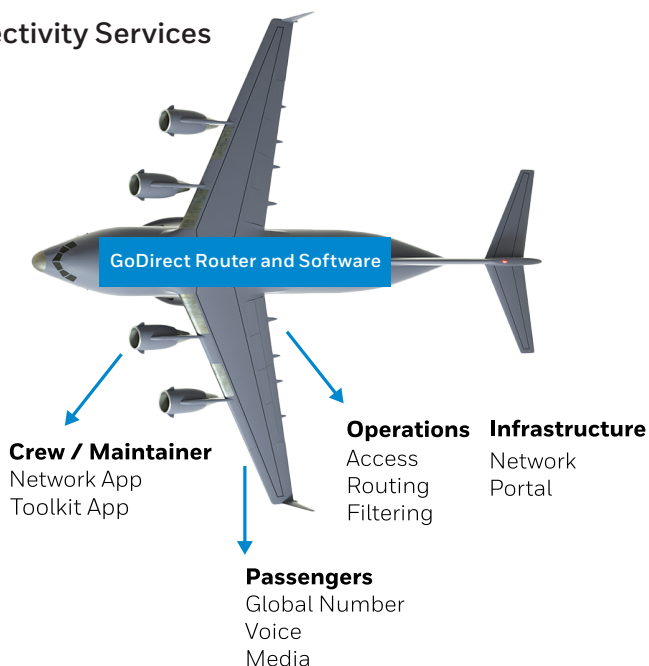 ectivity Services
GoDirect Router and Software
Crew / Maintainer
Network App
Toolkit App
Operations
Access
Routing
Filtering
Infrastructure
Network
Portal
Passengers
Global Number
Voice
Media